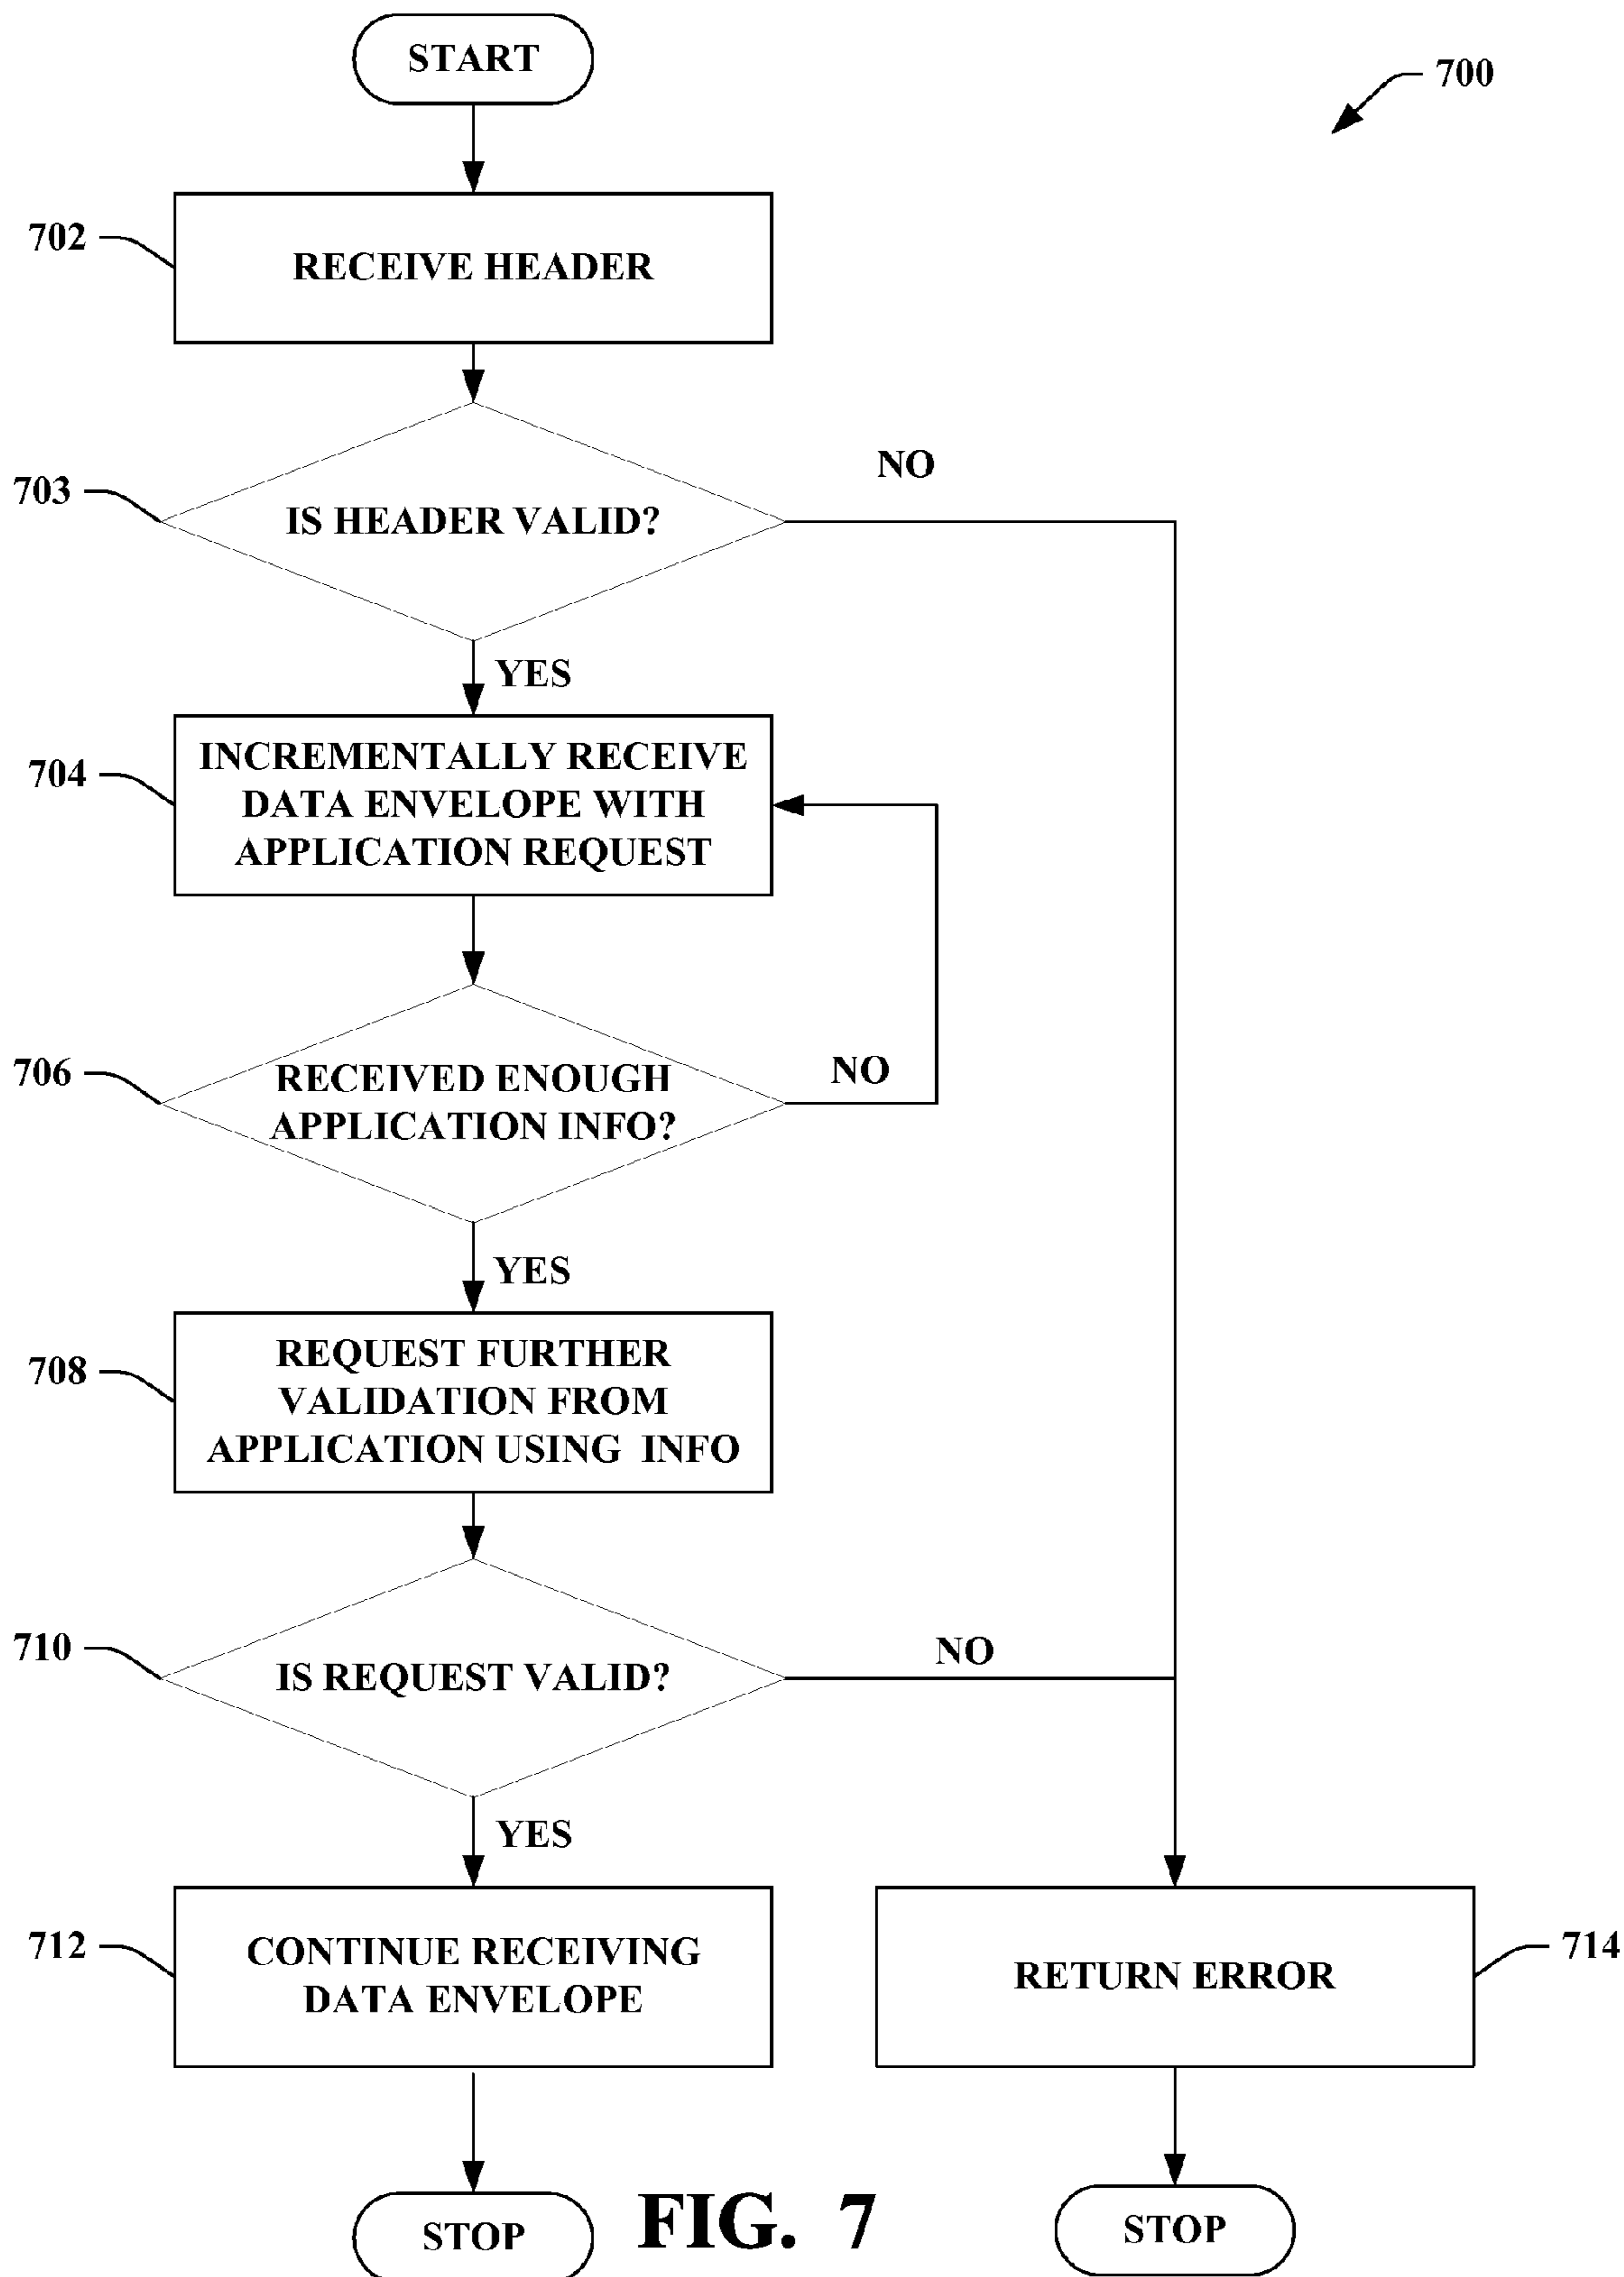 START
700
702
RECEIVE HEADER
703
IS HEADER VALID?
NO
YES
704
INCREMENTALLY RECEIVE
DATA ENVELOPE WITH
APPLICATION REQUEST
706
RECEIVED ENOUGH
APPLICATION INFO?
NO
YES
708
REQUEST FURTHER
VALIDATION FROM
APPLICATION USING INFO
710
IS REQUEST VALID?
NO
YES
712
CONTINUE RECEIVING
DATA ENVELOPE
RETURN ERROR
714
STOP
FIG. 7
STOP